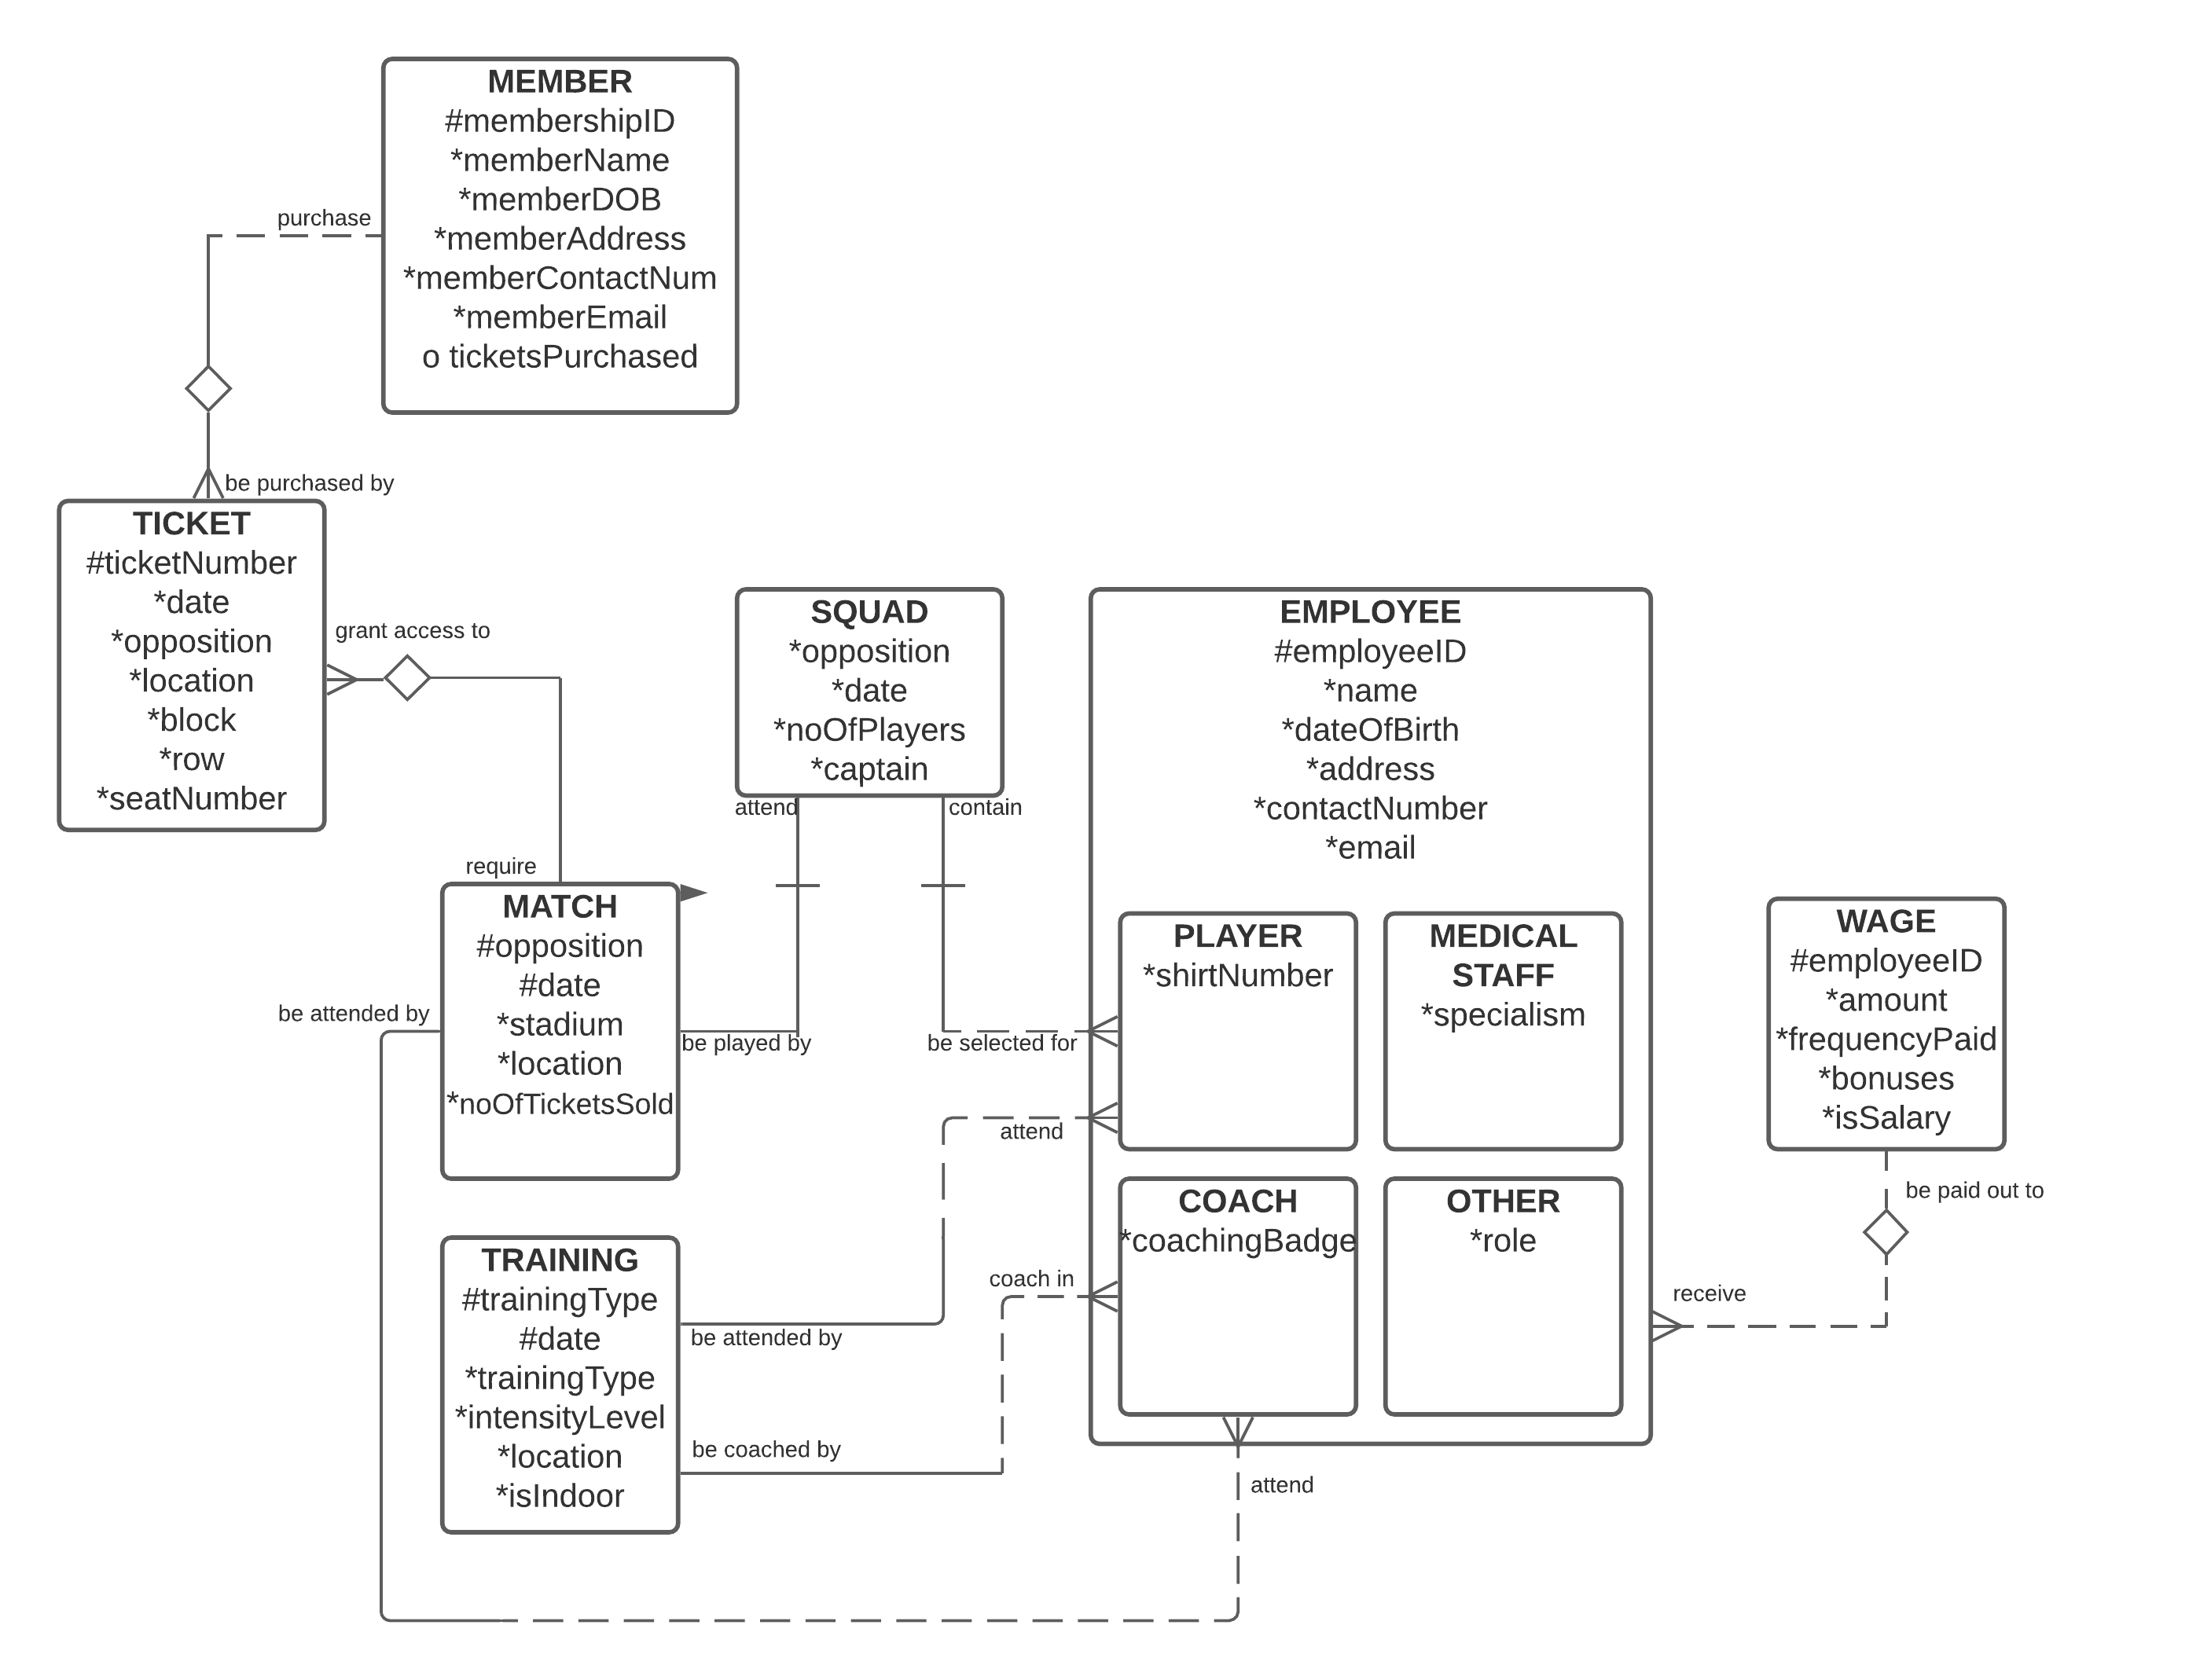 MEMBER
#membershipID
*memberName
*memberDOB
*memberAddress
*memberContactNum
*memberEmail
o ticketsPurchased
purchase
be purchased by
TICKET
#ticketNumber
*date
*opposition
*location
*block
*row
*seatNumber
grant access to
require
SQUAD
*opposition
*date
*noOfPlayers
*captain
attend
contain
MATCH
#opposition
#date
*stadium
*location
*noOfTicketsSold
be attended by
be played by
be selected for
EMPLOYEE
#employeeID
*name
*dateOfBirth
*address
*contactNumber
*email
PLAYER
*shirtNumber
MEDICAL
STAFF
*specialism
COACH
*coachingBadge
OTHER
*role
attend
coach in
TRAINING
#trainingType
#date
*trainingType
*intensityLevel
*location
*isIndoor
be attended by
be coached by
attend
WAGE
#employeeID
*amount
*frequencyPaid
*bonuses
*isSalary
be paid out to
receive